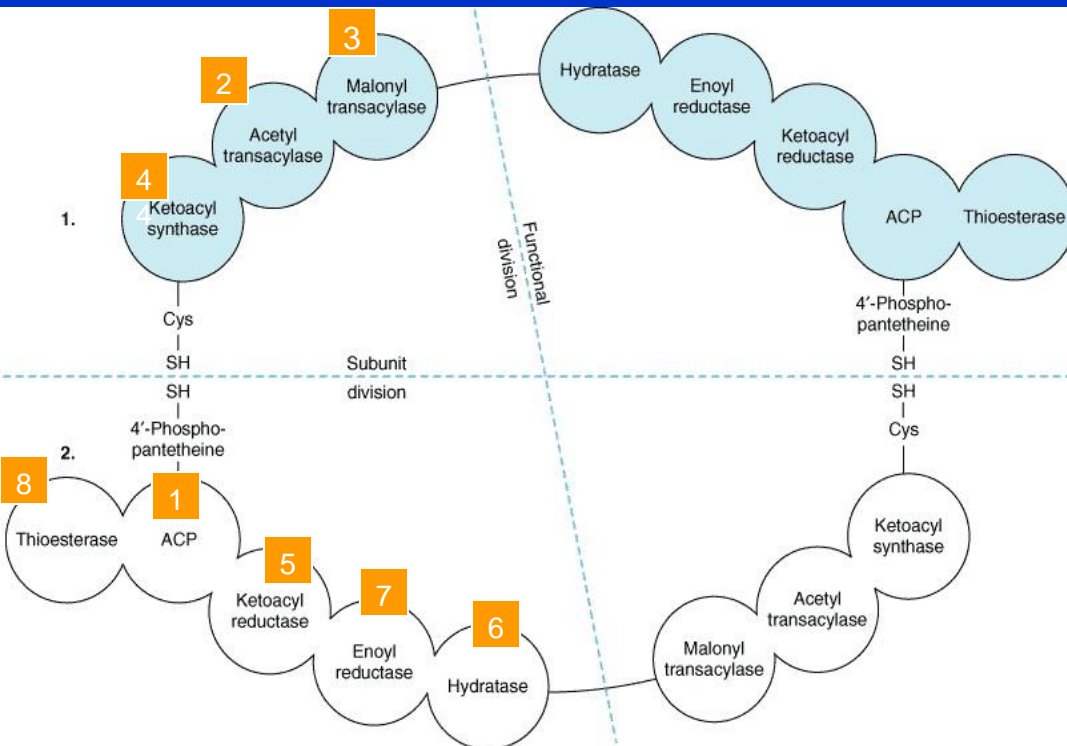 3
2
Malonyl
transacylase
Hydratase
Enoyl
reductase
Acetyl
transacylase
Ketoacyl
reductase
4
4
1.
Ketoacyl
synthase
ACP
Thioesterase
Functional
division
Cys
4′-Phospho-
pantetheine
SH
Subunit
SH
SH
division
SH
4′-Phospho-
pantetheine
Cys
2.
8
1
Thioesterase
ACP
Ketoacyl
synthase
5
Ketoacyl
reductase
7
Enoyl
reductase
6
Hydratase
Acetyl
transacylase
Malonyl
transacylase